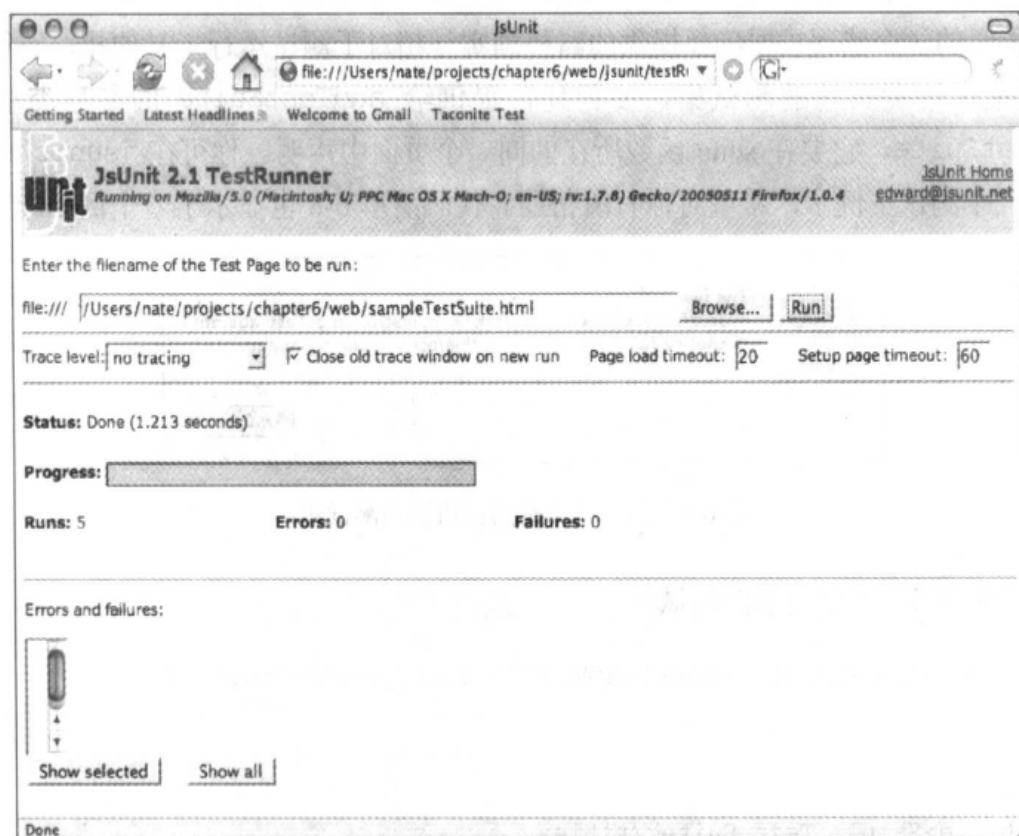 JsUnit
file:///Users/nate/projects/chapter6/web/jsunit/testRu
G
Getting Started Latest Headlines Welcome to Gmail Taconite Test
JS Unit
JsUnit 2.1 TestRunner
JsUnit Home
Running on Mozilla/5.0 (Macintosh; U; PPC Mac OS X Mach-O; en-US; rv:1.7.8) Gecko/20050511 Firefox/1.0.4
edward@jsunit.net
Enter the filename of the Test Page to be run:
file:/// /Users/nate/projects/chapter6/web/sampleTestSuite.html Browse... Run
Trace level: no tracing Close old trace window on new run Page load timeout: 20 Setup page timeout: 60
Status: Done (1.213 seconds)
Progress:
Runs: 5 Errors: 0 Failures: 0
Errors and failures:
Show selected Show all
Done